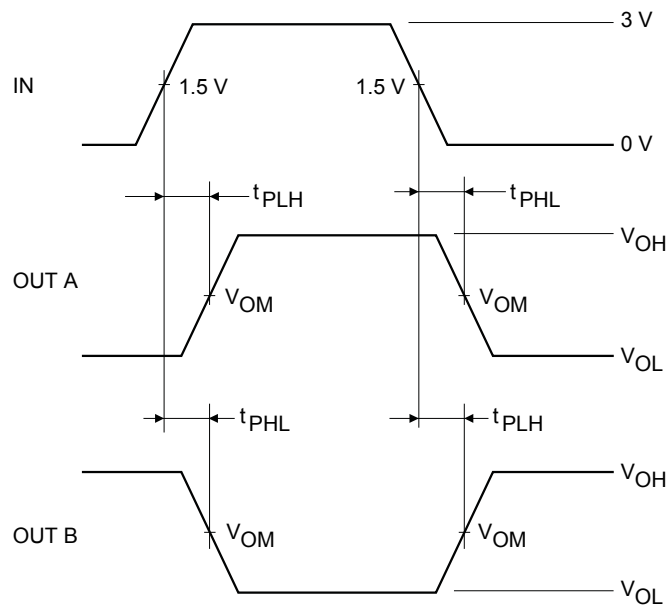 3 V
IN
1.5 V
1.5 V
0 V
tPLH
tPHL
VOH
OUT A
VOM
VOM
VOL
tPHL
tPLH
VOH
OUT B
VOM
VOM
VOL